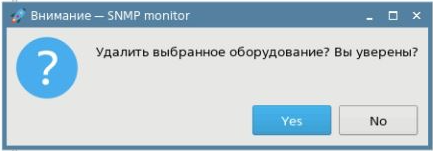 Внимание — SNMP monitor
Удалить выбранное оборудование? Вы уверены?
Yes
No